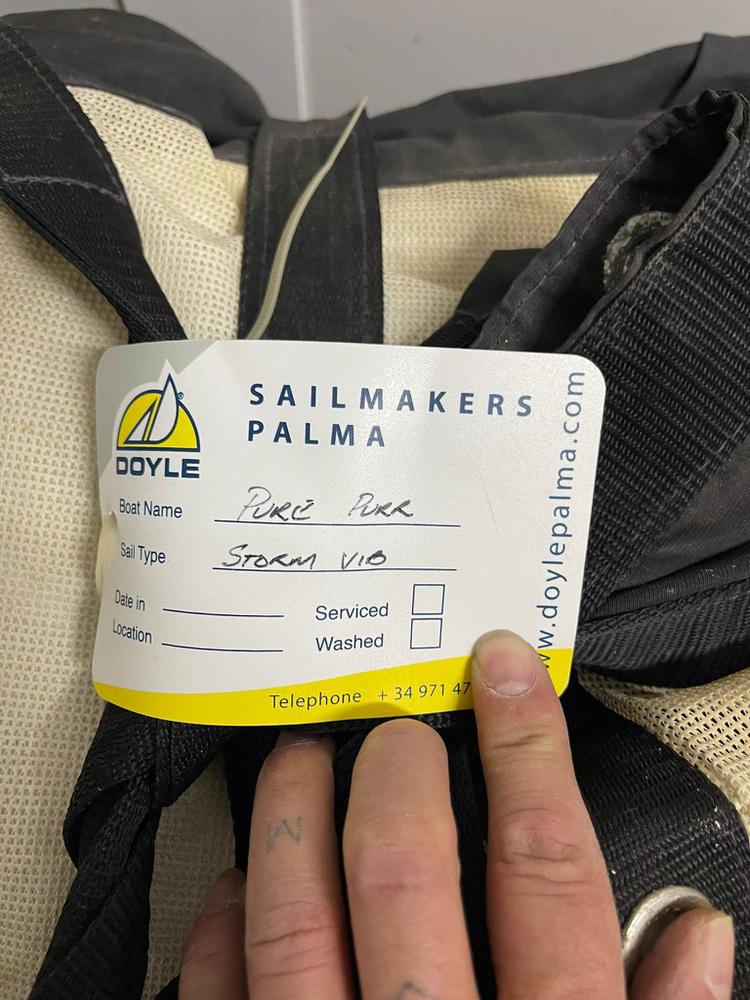 SAILMAKERS
PALMA
®
DOYLE
www.doylepalma.com
Boat Name PURE PURR
Sail Type STORM VIB
Date in
Location
Serviced
Washed
Telephone + 34 971 47
M